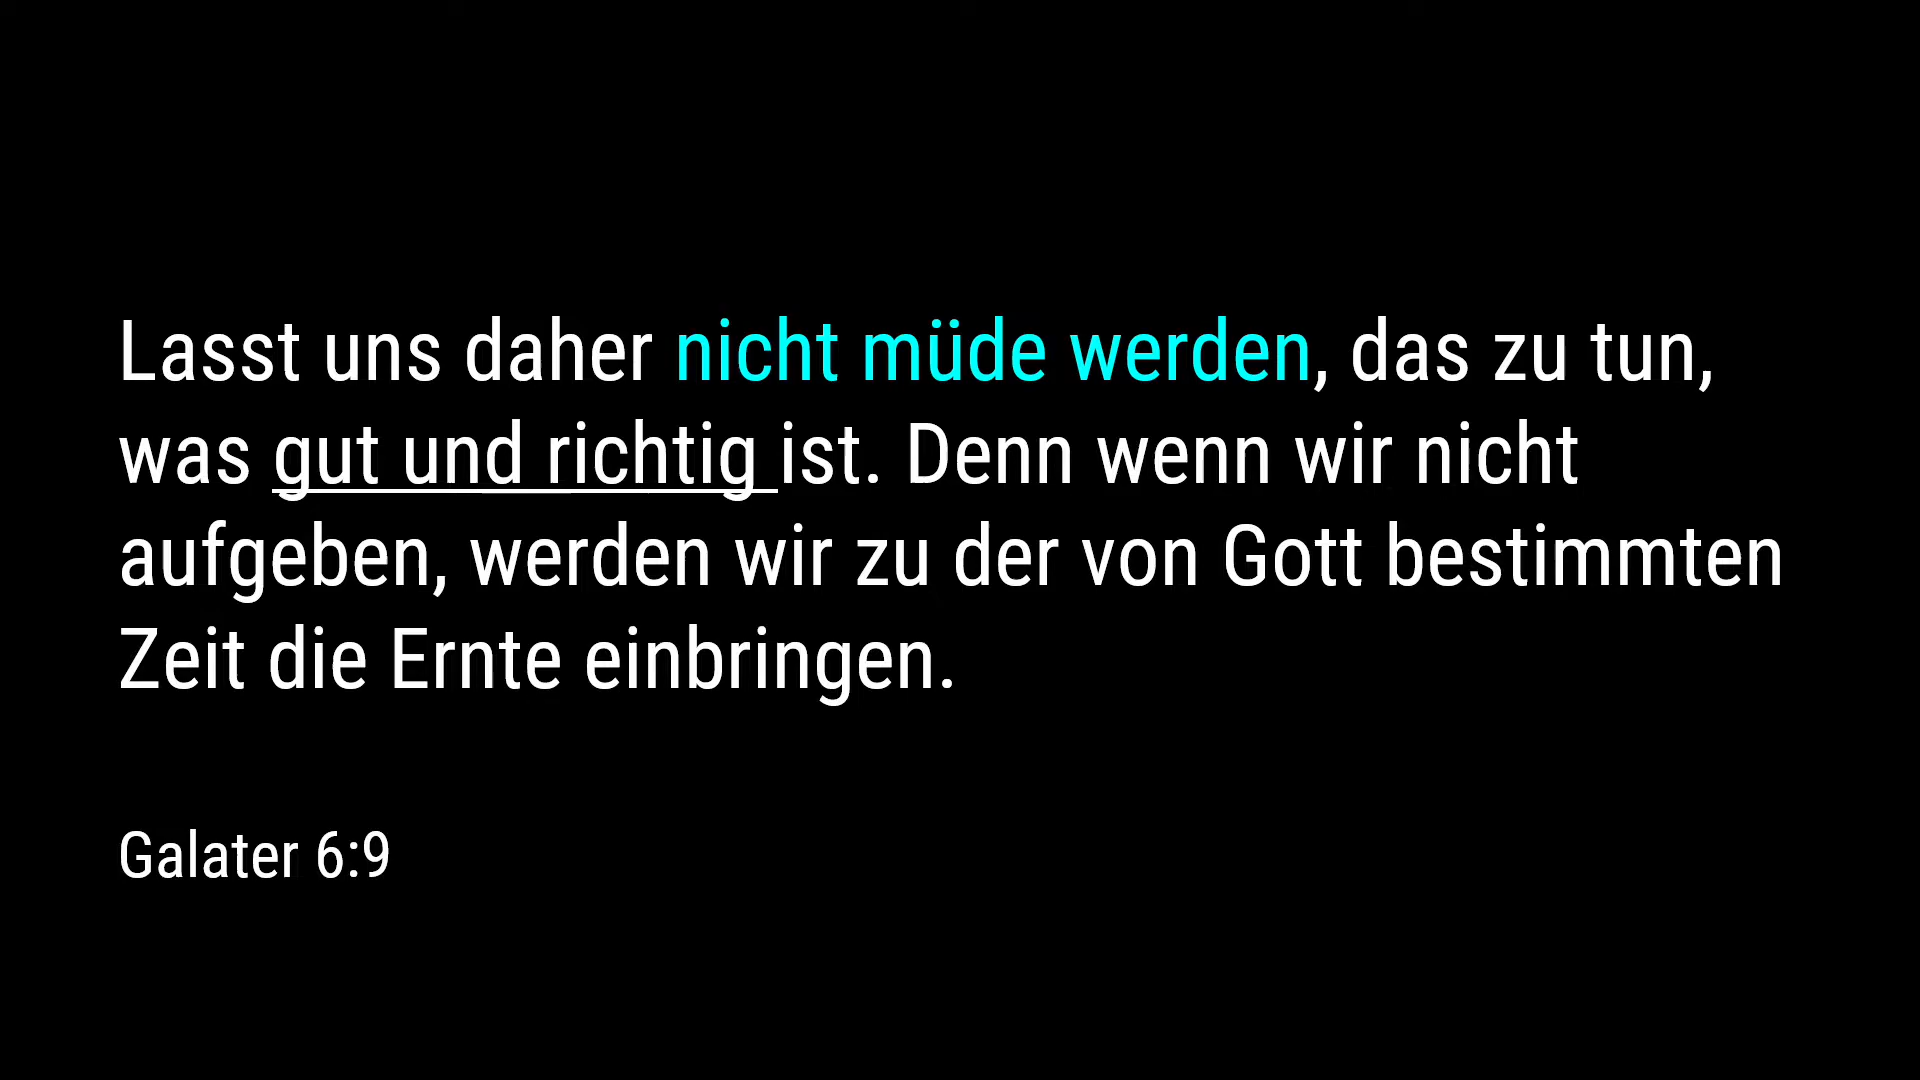 Lasst uns daher nicht müde werden, das zu tun,
was gut und richtig ist. Denn wenn wir nicht
aufgeben, werden wir zu der von Gott bestimmten
Zeit die Ernte einbringen.
Galater 6:9